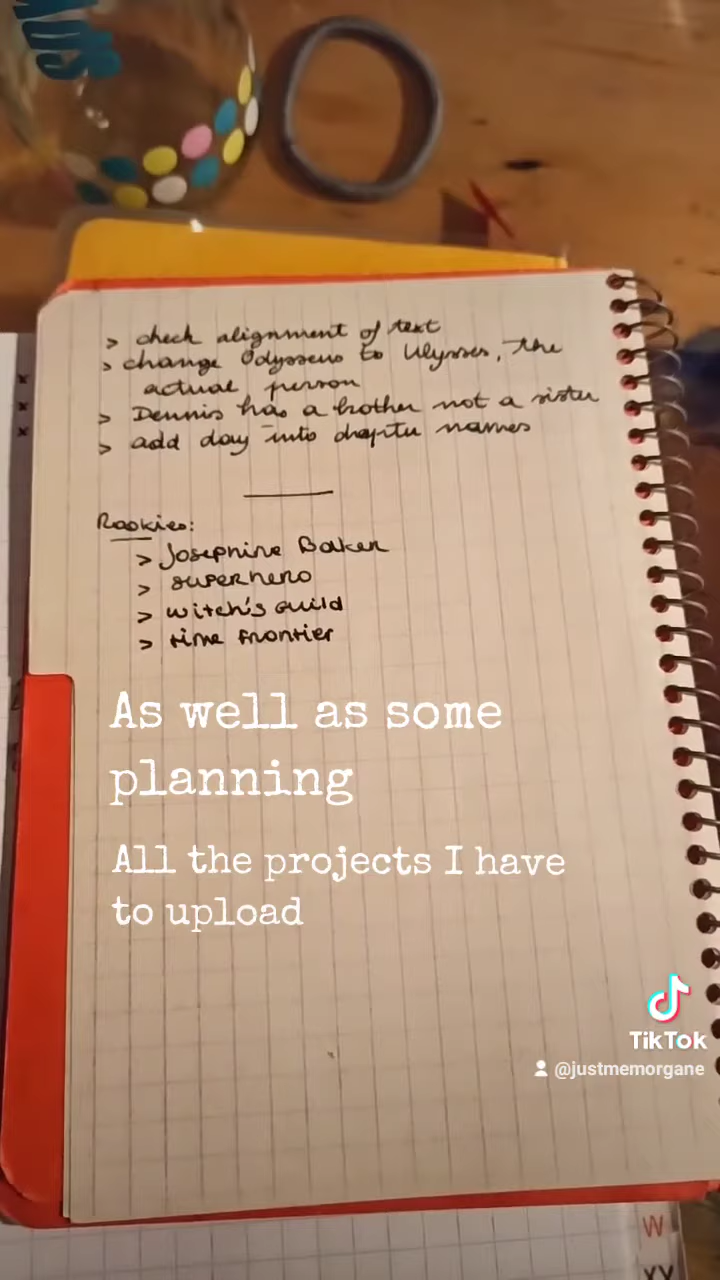 > check alignment of text
> change Odysseus to Ulysses, the
actual person
> Dennis has a brother not a sister
> add day into chapter names
Rookies:
> Josephine Baker
> superhero
> witch's Guild
> time frontier
As well as some
planning
All the projects I have
to upload
TikTok
@justmemorgane
W
XY